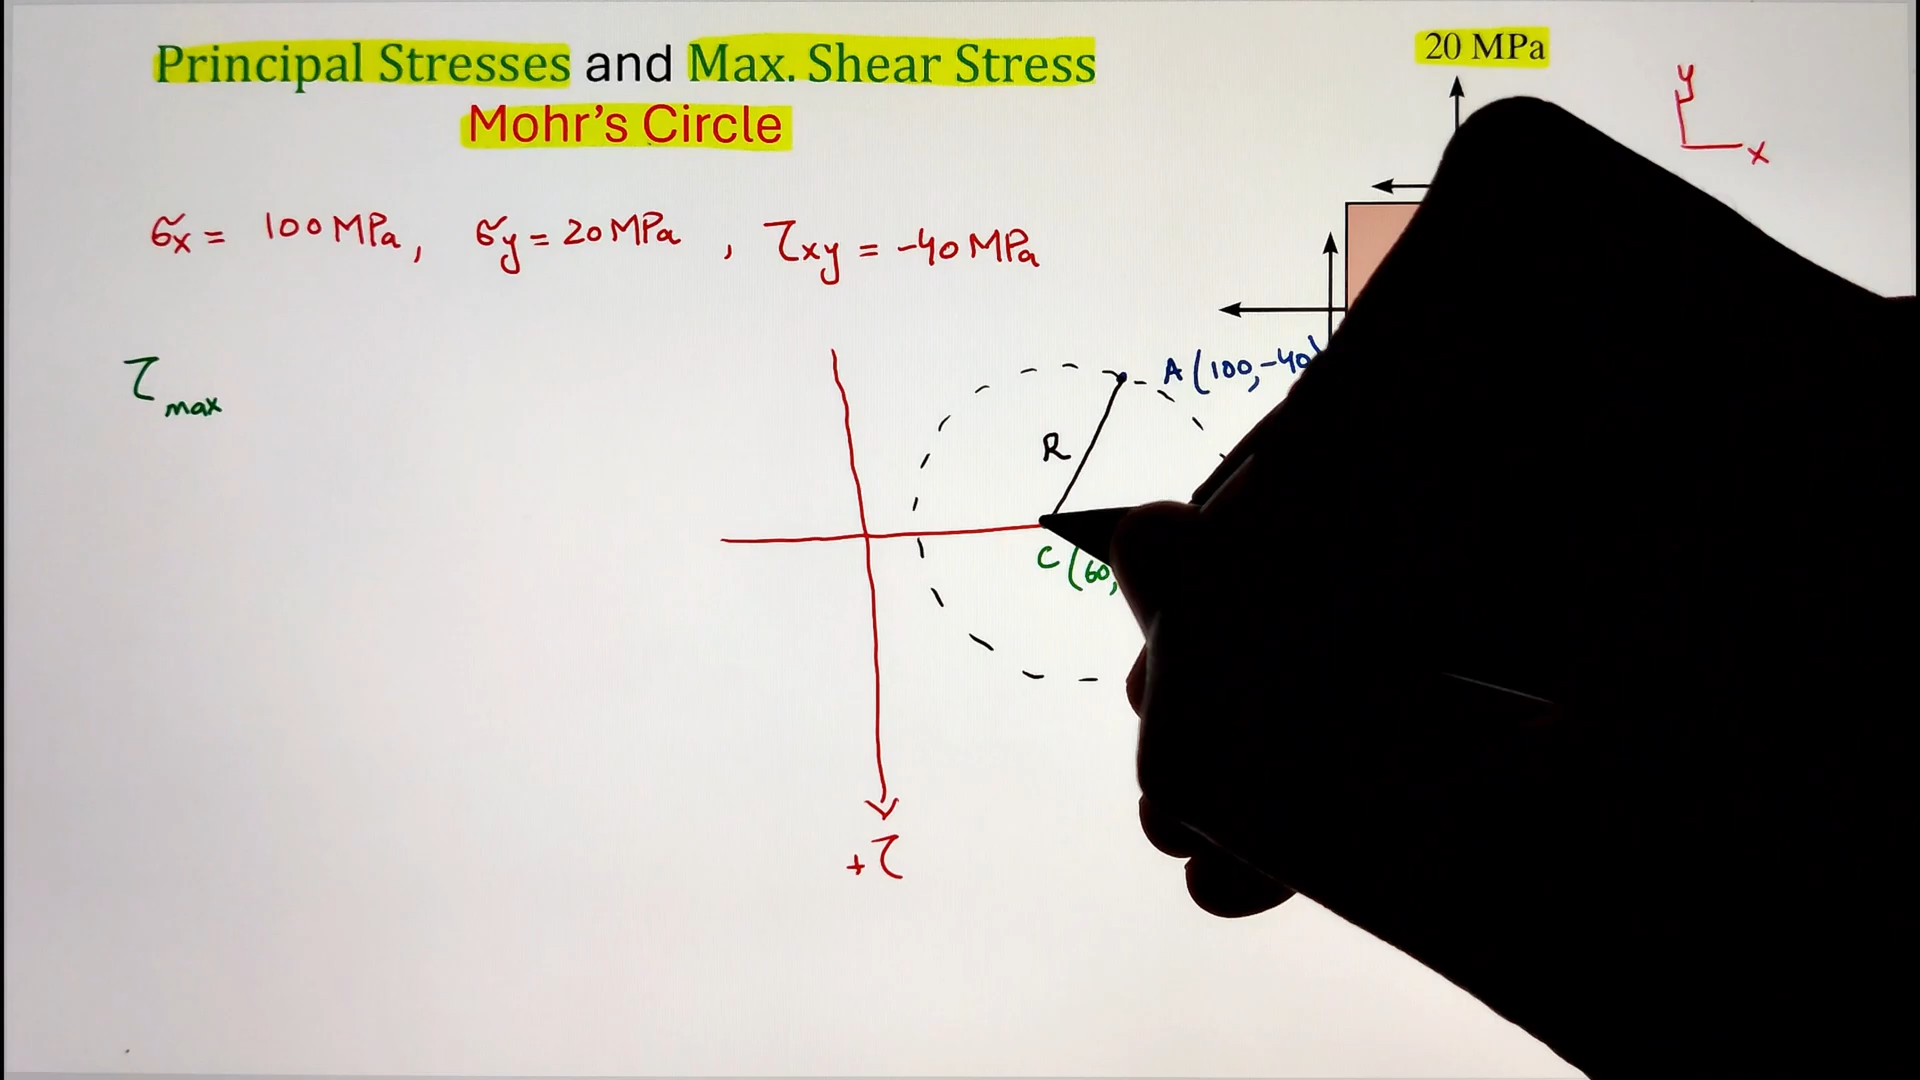 Principal Stresses and Max. Shear Stress
Mohr's Circle
20 MPa
y
x
σx = 100 MPa, σy = 20 MPa, τxy = -40 MPa
τmax
A (100,-40)
R
C (60,
+τ